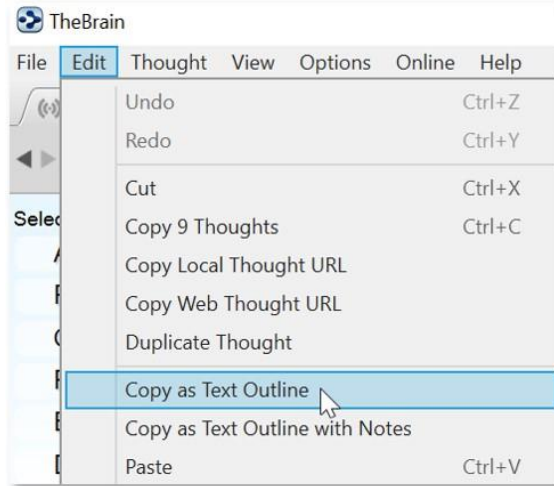 TheBrain
File Edit Thought View Options Online Help
Undo Ctrl+Z
Redo Ctrl+Y
Cut Ctrl+X
Copy 9 Thoughts Ctrl+C
Copy Local Thought URL
Copy Web Thought URL
Duplicate Thought
Copy as Text Outline
Copy as Text Outline with Notes
Paste Ctrl+V